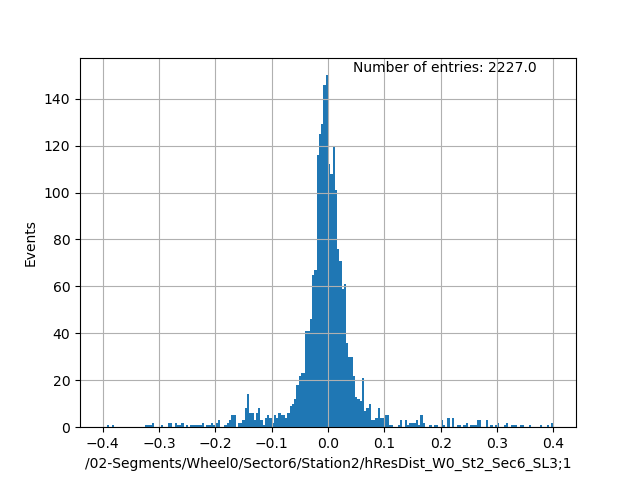 Number of entries: 2227.0
140
120
100
80
60
40
20
0
Events
−0.4 −0.3 −0.2 −0.1 0.0 0.1 0.2 0.3 0.4
/02-Segments/Wheel0/Sector6/Station2/hResDist_W0_St2_Sec6_SL3;1